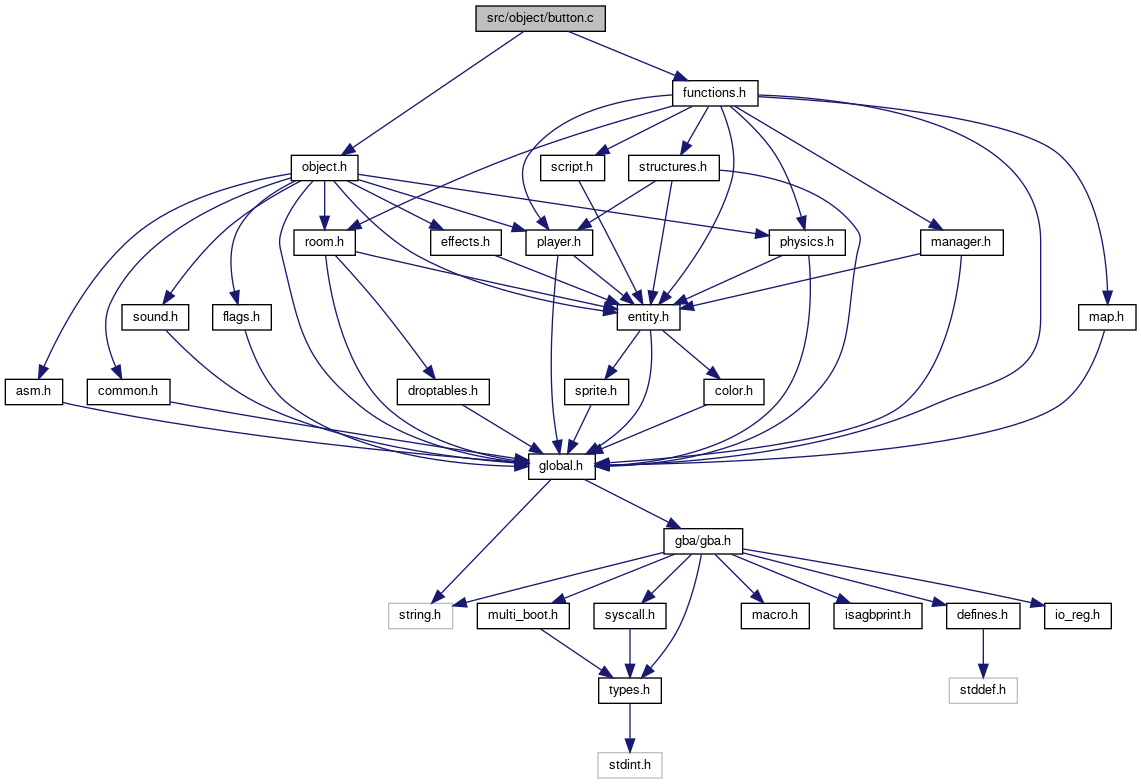 src/object/button.c
functions.h
object.h
script.h
structures.h
room.h
effects.h
player.h
physics.h
manager.h
sound.h
flags.h
entity.h
map.h
asm.h
common.h
droptables.h
sprite.h
color.h
global.h
gba/gba.h
string.h
multi_boot.h
syscall.h
macro.h
isagbprint.h
defines.h
io_reg.h
types.h
stddef.h
stdint.h